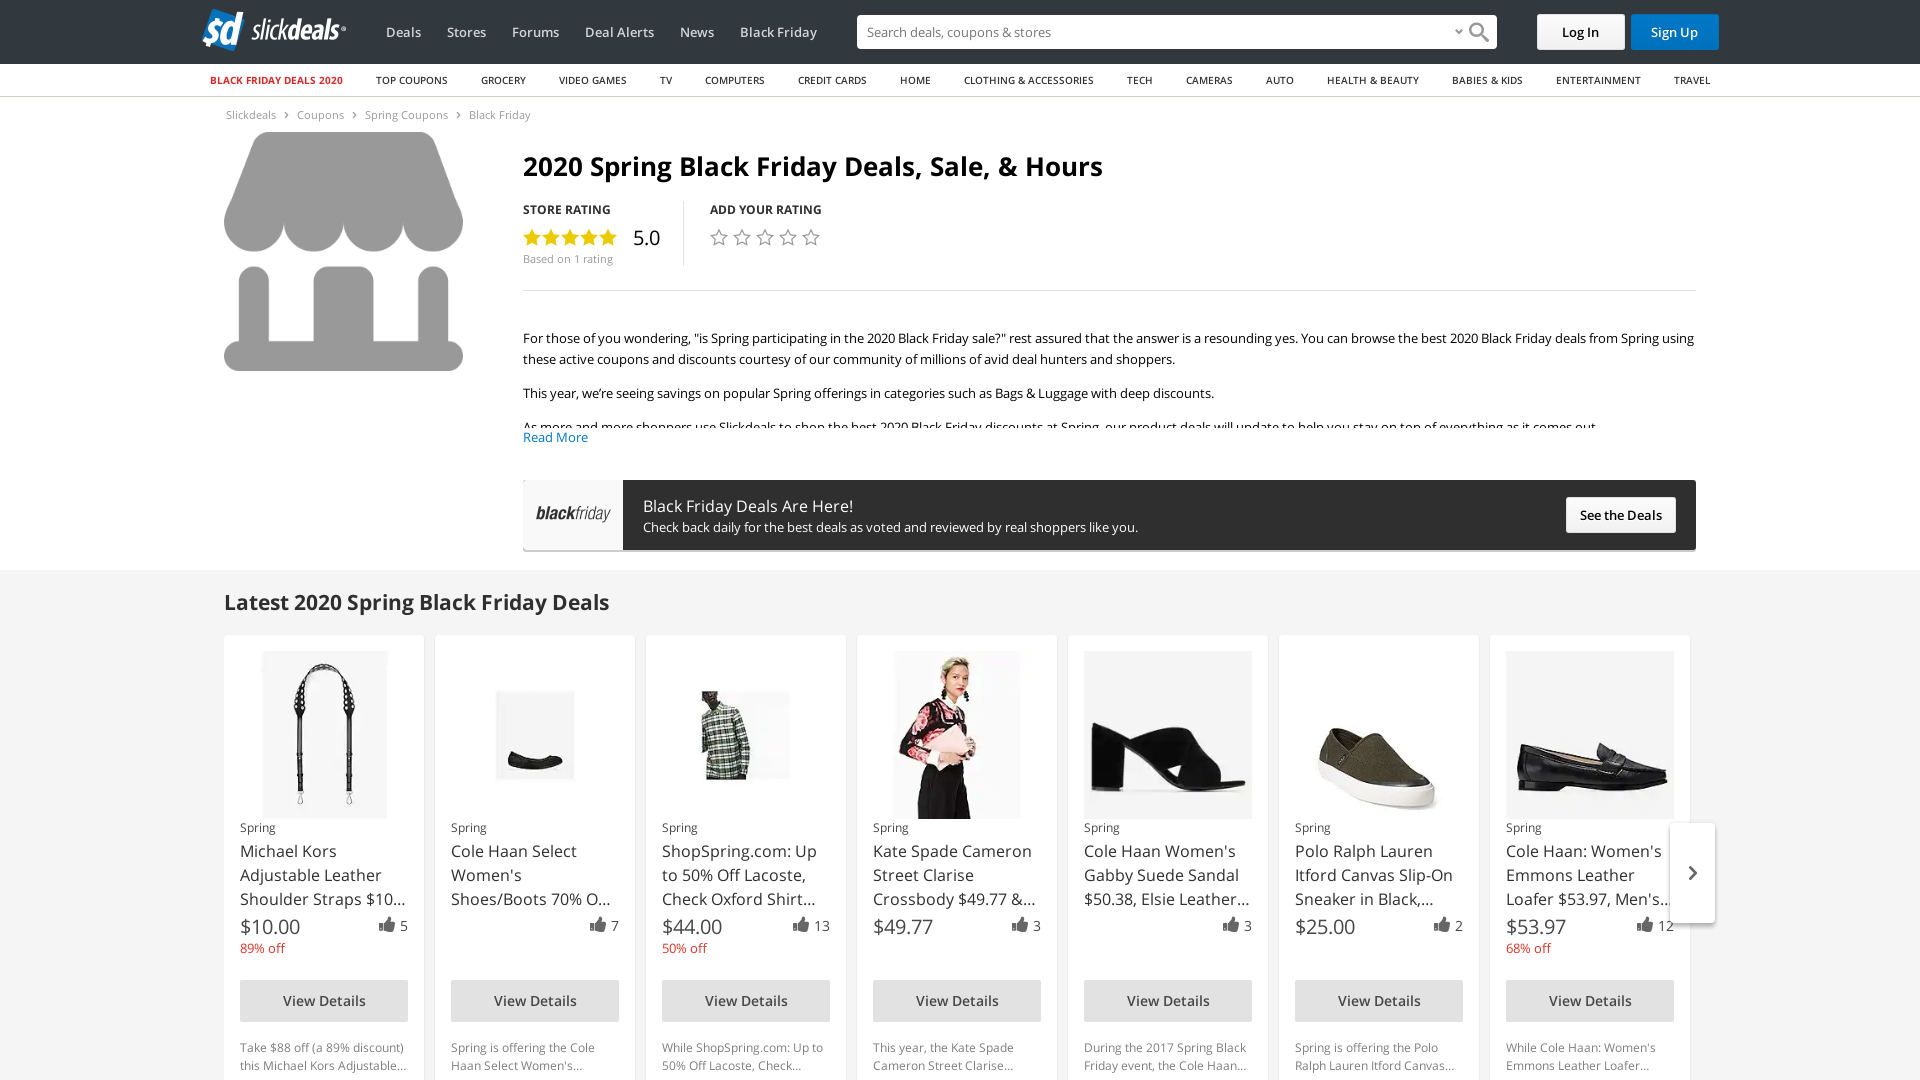 sd slickdeals
Deals Stores Forums Deal Alerts News Black Friday
Search deals, coupons & stores
Log In
Sign Up
BLACK FRIDAY DEALS 2020 TOP COUPONS GROCERY VIDEO GAMES TV COMPUTERS CREDIT CARDS HOME CLOTHING & ACCESSORIES TECH CAMERAS AUTO HEALTH & BEAUTY BABIES & KIDS ENTERTAINMENT TRAVEL
Slickdeals › Coupons › Spring Coupons › Black Friday
2020 Spring Black Friday Deals, Sale, & Hours
STORE RATING
5.0
Based on 1 rating
ADD YOUR RATING
For those of you wondering, "is Spring participating in the 2020 Black Friday sale?" rest assured that the answer is a resounding yes. You can browse the best 2020 Black Friday deals from Spring using
these active coupons and discounts courtesy of our community of millions of avid deal hunters and shoppers.
This year, we’re seeing savings on popular Spring offerings in categories such as Bags & Luggage with deep discounts.
As more and more shoppers use Slickdeals to shop the best 2020 Black Friday discounts at Spring, our product deals will update to help you stay on top of everything as it comes out.
Read More
blackfriday
Black Friday Deals Are Here!
Check back daily for the best deals as voted and reviewed by real shoppers like you.
See the Deals
Latest 2020 Spring Black Friday Deals
Spring
Michael Kors
Adjustable Leather
Shoulder Straps $10...
$10.00
5
89% off
View Details
Take $88 off (a 89% discount)
this Michael Kors Adjustable...
Spring
Cole Haan Select
Women's
Shoes/Boots 70% O...
7
View Details
Spring is offering the Cole
Haan Select Women's...
Spring
ShopSpring.com: Up
to 50% Off Lacoste,
Check Oxford Shirt...
$44.00
13
50% off
View Details
While ShopSpring.com: Up to
50% Off Lacoste, Check...
Spring
Kate Spade Cameron
Street Clarise
Crossbody $49.77 &...
$49.77
3
View Details
This year, the Kate Spade
Cameron Street Clarise...
Spring
Cole Haan Women's
Gabby Suede Sandal
$50.38, Elsie Leather...
3
View Details
During the 2017 Spring Black
Friday event, the Cole Haan...
Spring
Polo Ralph Lauren
Itford Canvas Slip-On
Sneaker in Black,...
$25.00
2
View Details
Spring is offering the Polo
Ralph Lauren Itford Canvas...
Spring
Cole Haan: Women's
Emmons Leather
Loafer $53.97, Men's...
$53.97
12
68% off
View Details
While Cole Haan: Women's
Emmons Leather Loafer...